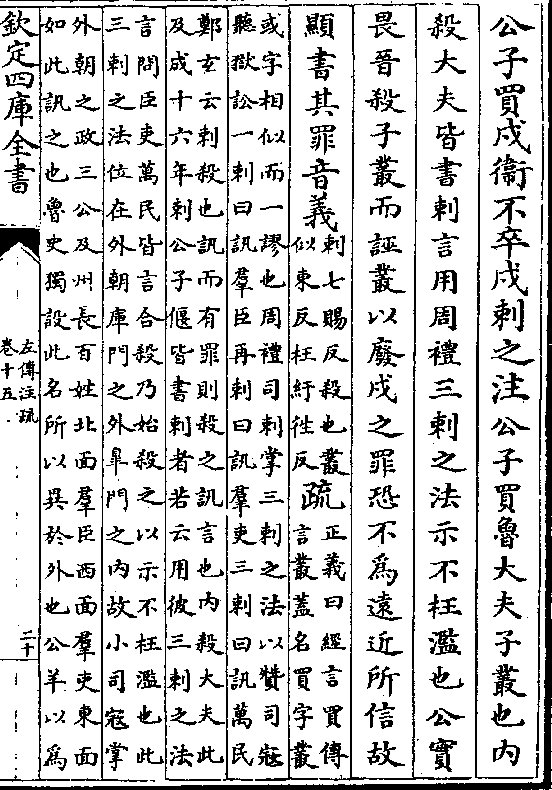 公子買戍衞不卒戍刺之注公子買魯大夫子叢也内
殺大夫皆書刺言用周禮三刺之法示不枉濫也公實
畏晉殺子叢而誣叢以廢戍之罪恐不為逺近所信故
顯書其罪音義刺七賜反殺也叢
似東反枉紆徃反疏正義曰經言買傳
言叢蓋名買字叢
或字相似而一謬也周禮司刺掌三刺之法以贊司寇
聽獄訟一刺曰訊羣臣再刺曰訊羣吏三刺曰訊萬民
鄭𤣥云刺殺也訊而有罪則殺之訊言也内殺大夫此
及成十六年刺公子偃皆書刺者若云用彼三刺之法
言問臣吏萬民皆言合殺乃始殺之以示不枉濫也此
三刺之法位在外朝庫門之外臯門之内故小司寇掌
外朝之政三公及州長百姓北面羣臣西面羣吏東面
如此訊之也魯史獨設此名所以異於外也公羊以為
欽定四庫全書
左傳注疏
卷十五
二十